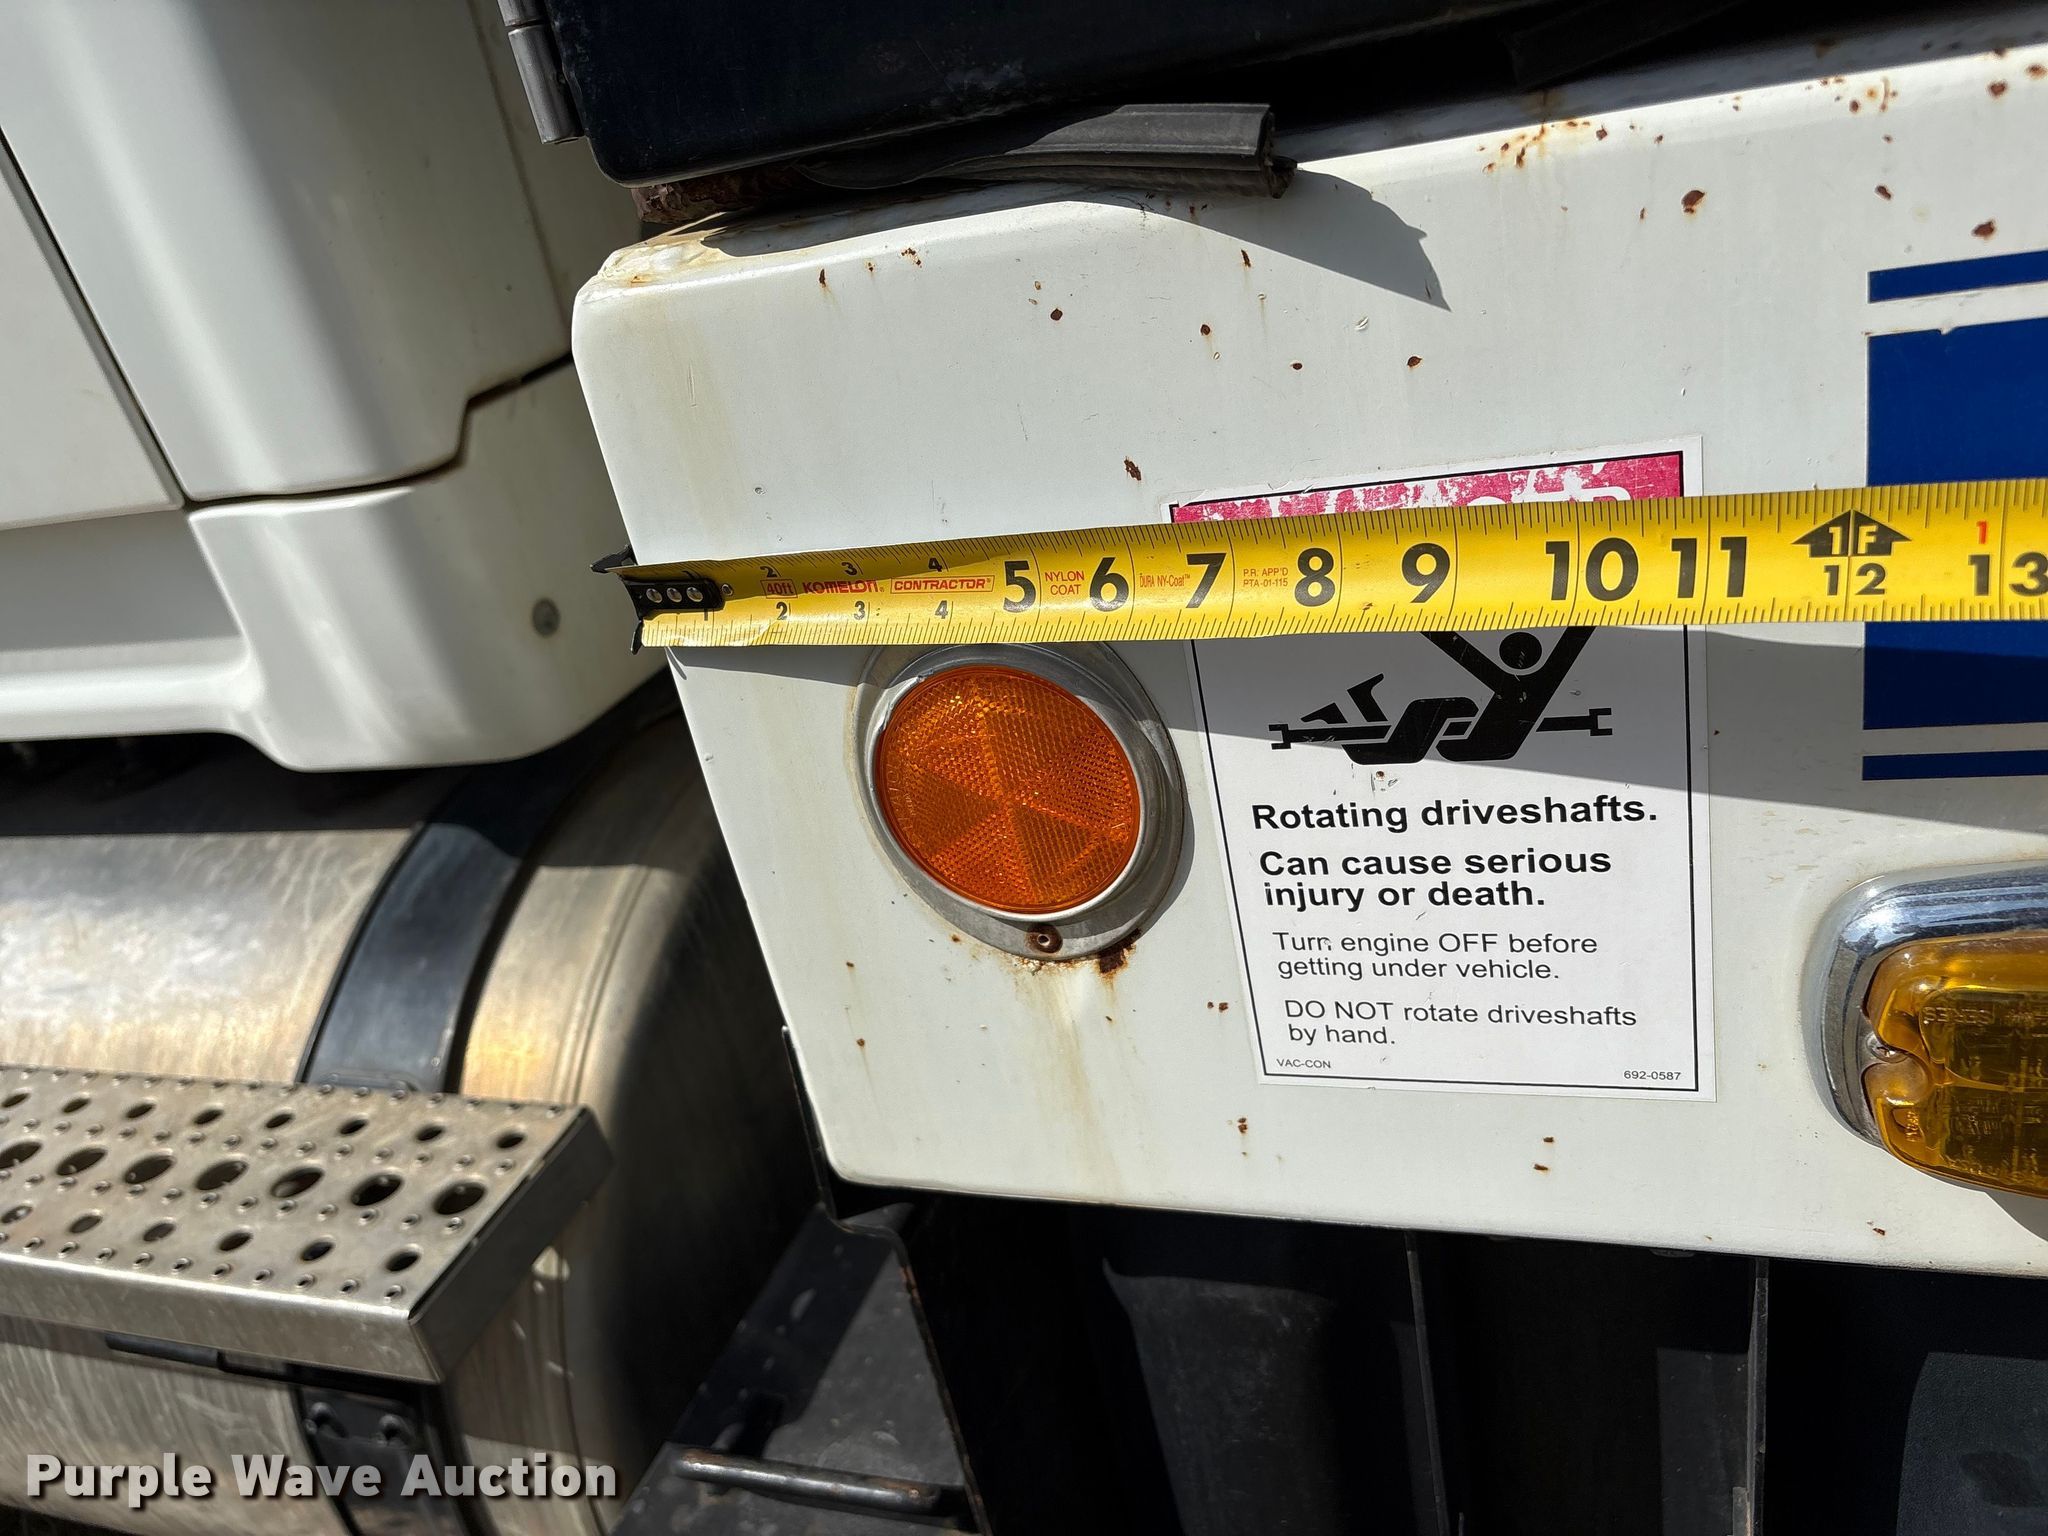 2 3 4
40ft KOMELON® CONTRACTOR® 5 NYLON COAT 6 DURA NY-Coat™ 7 P.R. APP'D PTA-01-115 8 9 10 11 1F 12 1 13
1 2 3 4
Rotating driveshafts.
Can cause serious
injury or death.
Turn engine OFF before
getting under vehicle.
DO NOT rotate driveshafts
by hand.
VAC-CON 692-0587
Purple Wave Auction